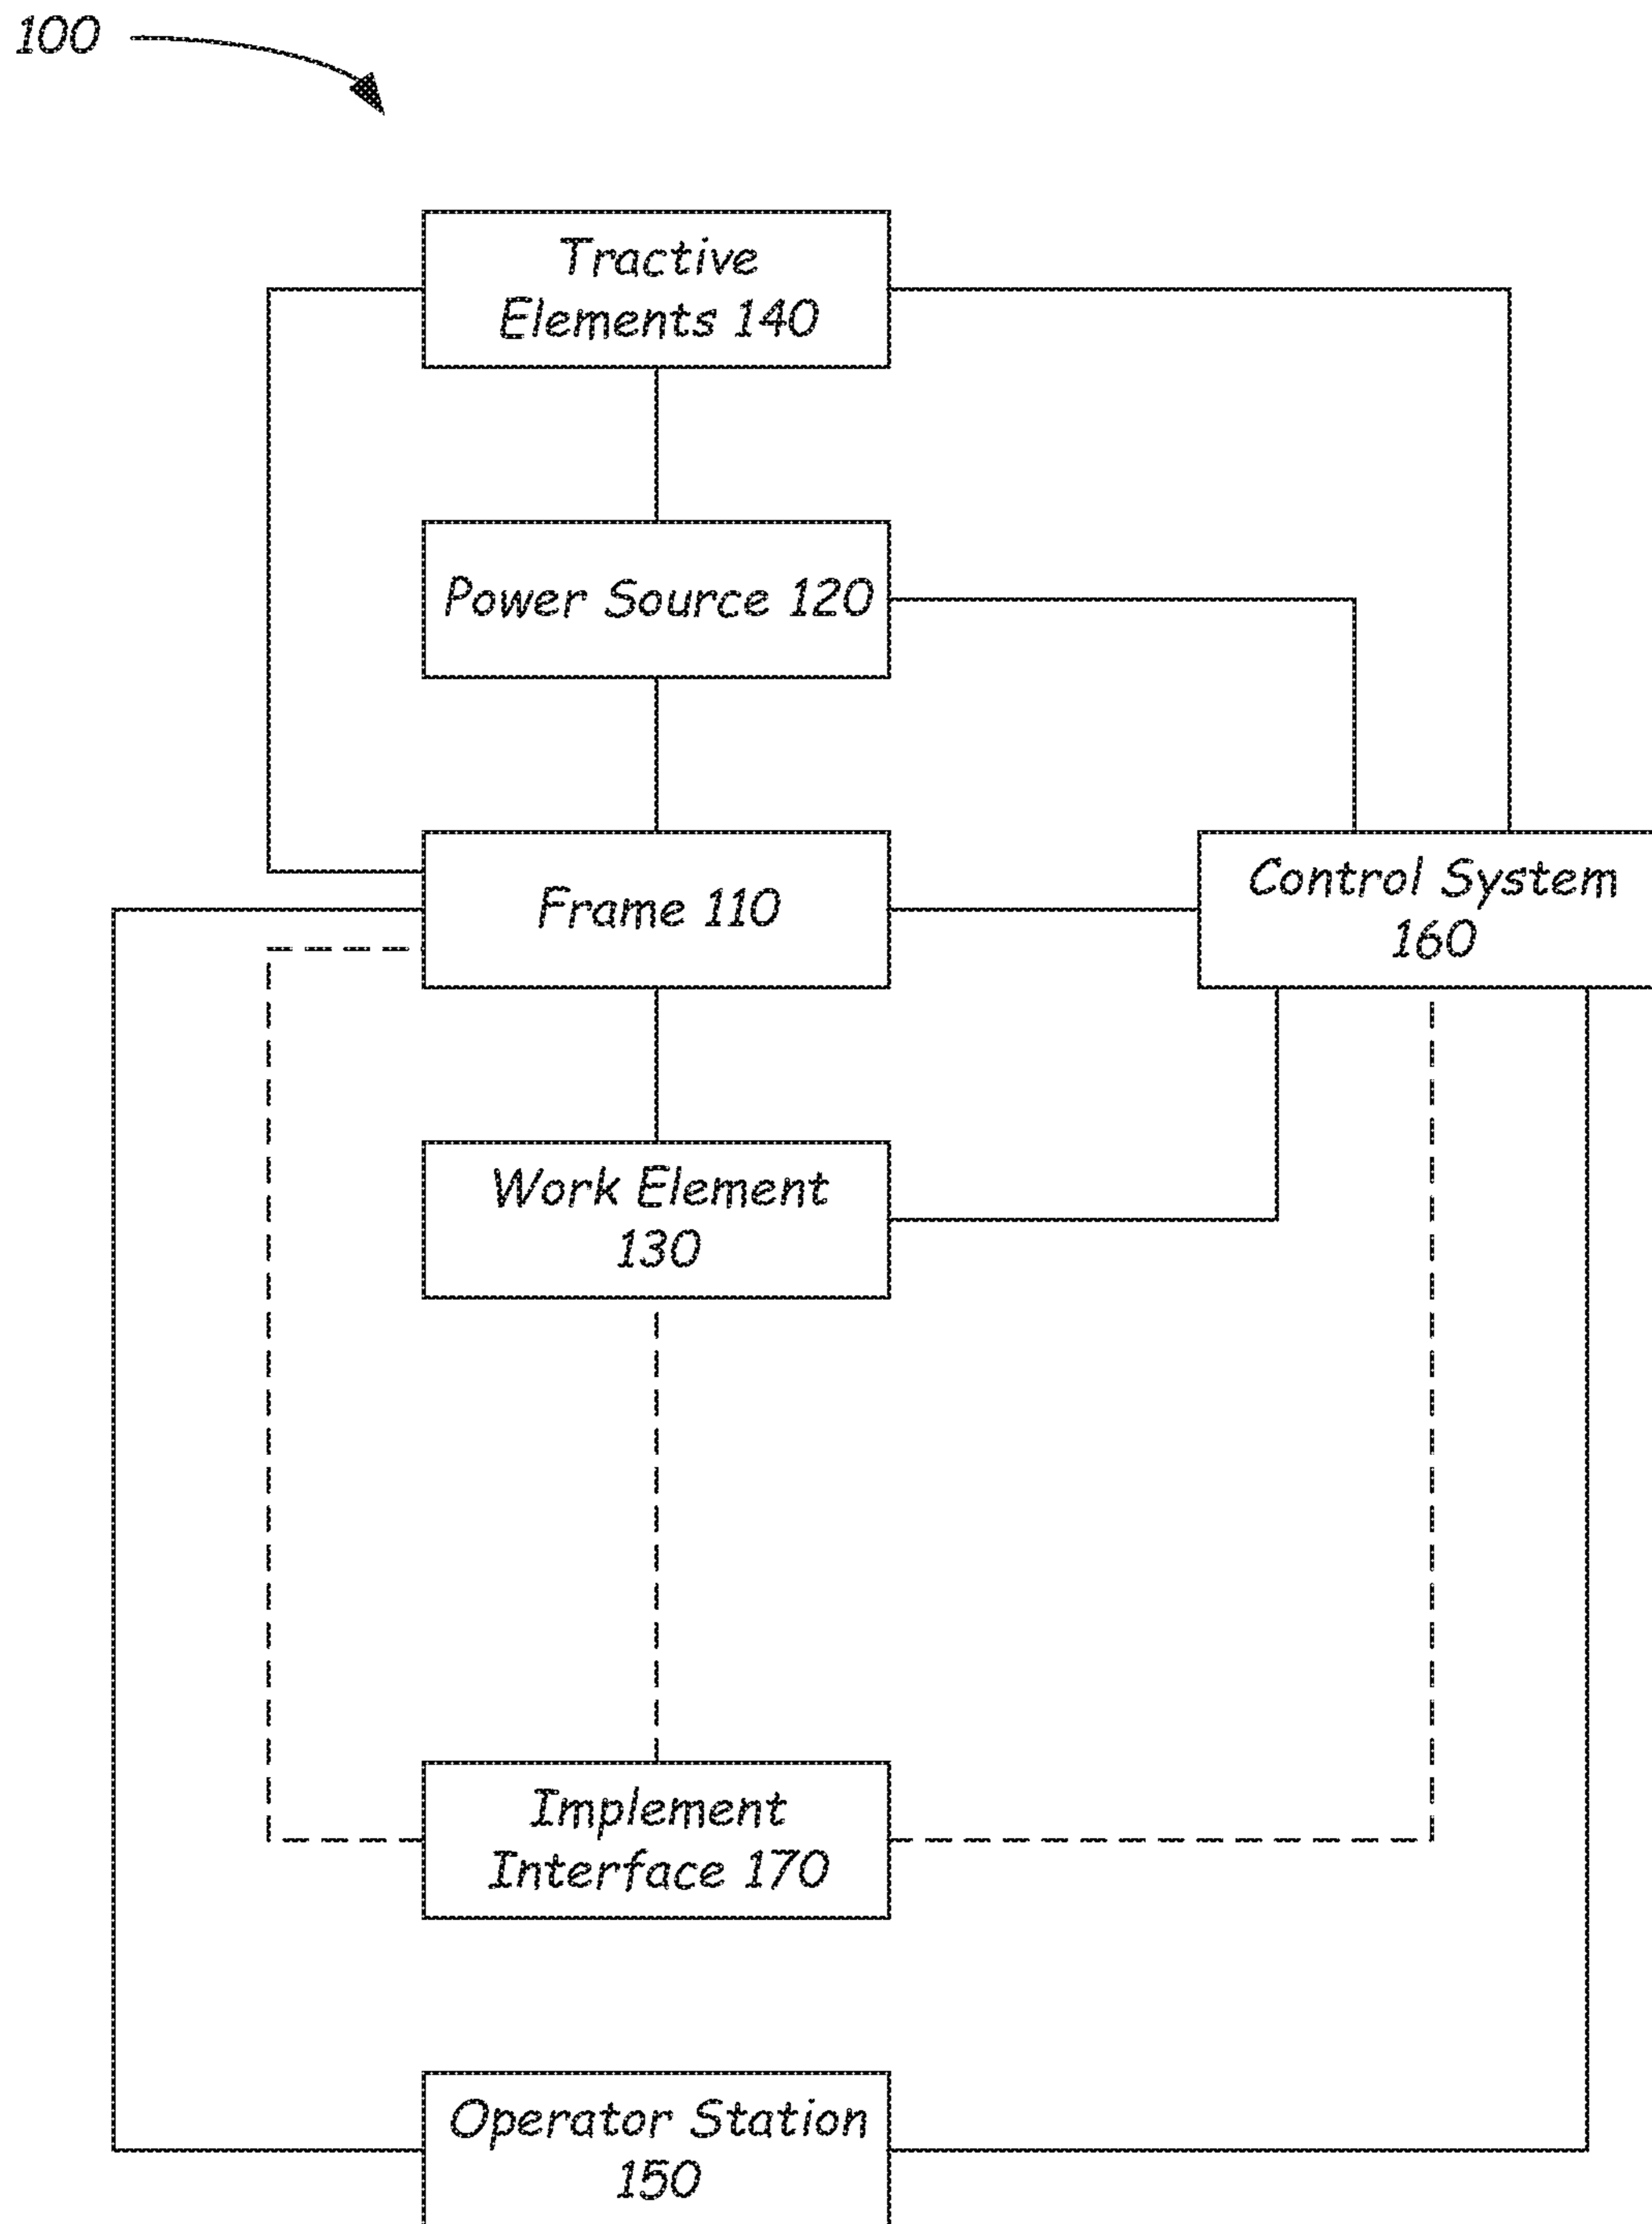 100
Tractive
Elements 140
Power Source 120
Frame 110
Control System
160
Work Element
130
Implement
Interface 170
Operator Station
150